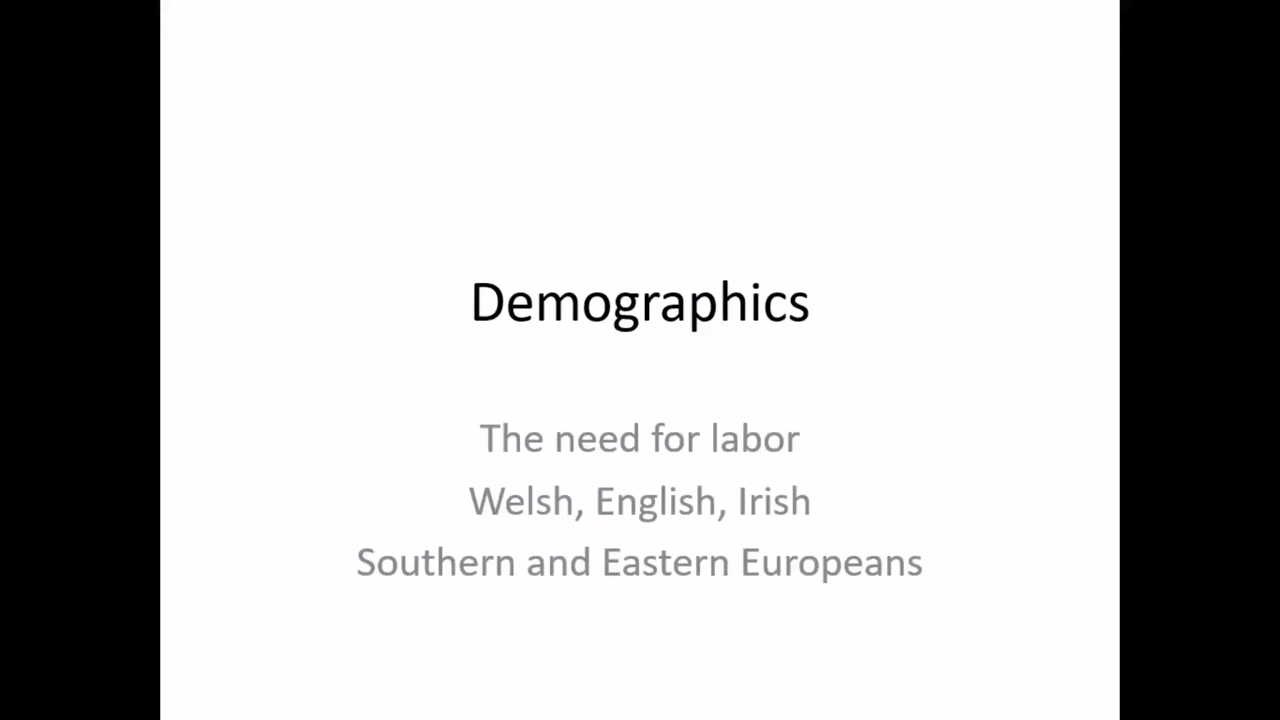 Demographics
The need for labor
Welsh, English, Irish
Southern and Eastern Europeans